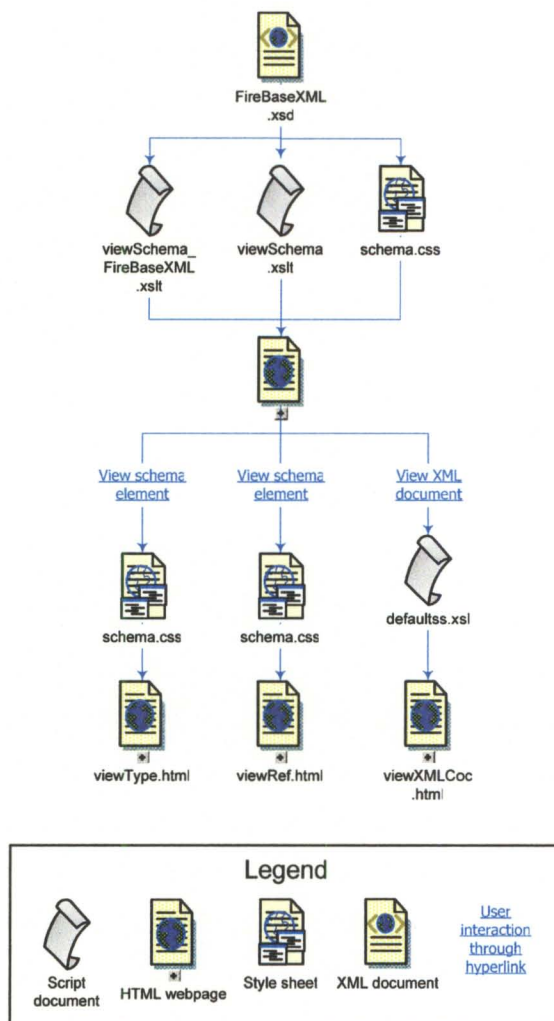 FireBaseXML
.xsd
viewSchema_
FireBaseXML
.xslt
viewSchema
.xslt
schema.css
View schema
element
View schema
element
View XML
document
schema.css
schema.css
defaultss.xsl
viewType.html
viewRef.html
viewXMLCoc
.html
Legend
Script
document
HTML webpage
Style sheet
XML document
User
interaction
through
hyperlink